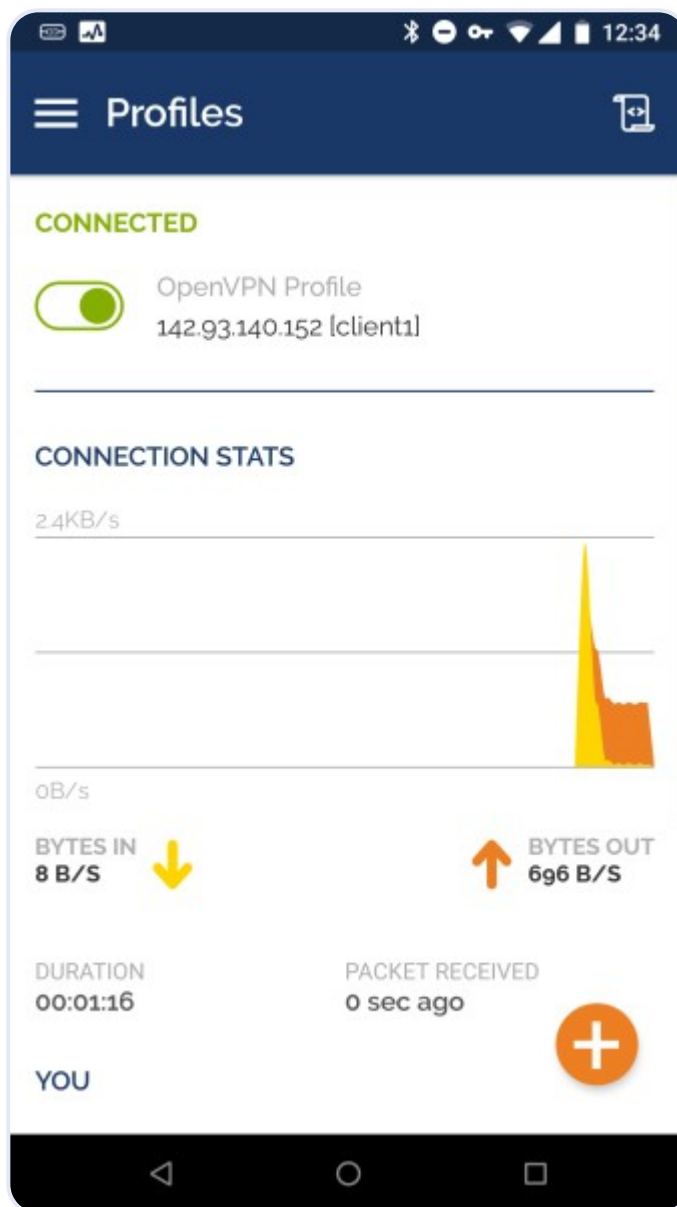 12:34
Profiles
CONNECTED
OpenVPN Profile
142.93.140.152 [client1]
CONNECTION STATS
2.4KB/s
0B/s
BYTES IN
8 B/S
BYTES OUT
696 B/S
DURATION
00:01:16
PACKET RECEIVED
0 sec ago
YOU